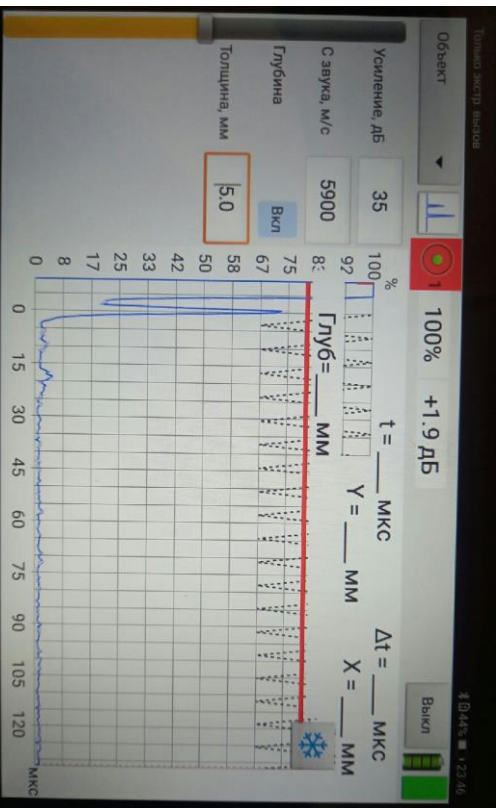 Только экстр. вызов
44% 23:46
Объект
1 100% +1.9 дБ
Выкл
Усиление, дБ 35
С звука, м/с 5900
Глубина Вкл
Толщина, мм 5.0
t = ___ мкс Δt = ___ мкс
Y = ___ мм X = ___ мм
Глуб= ___ мм
%
100
92
83
75
67
58
50
42
33
25
17
8
0
0 15 30 45 60 75 90 105 120 мкс